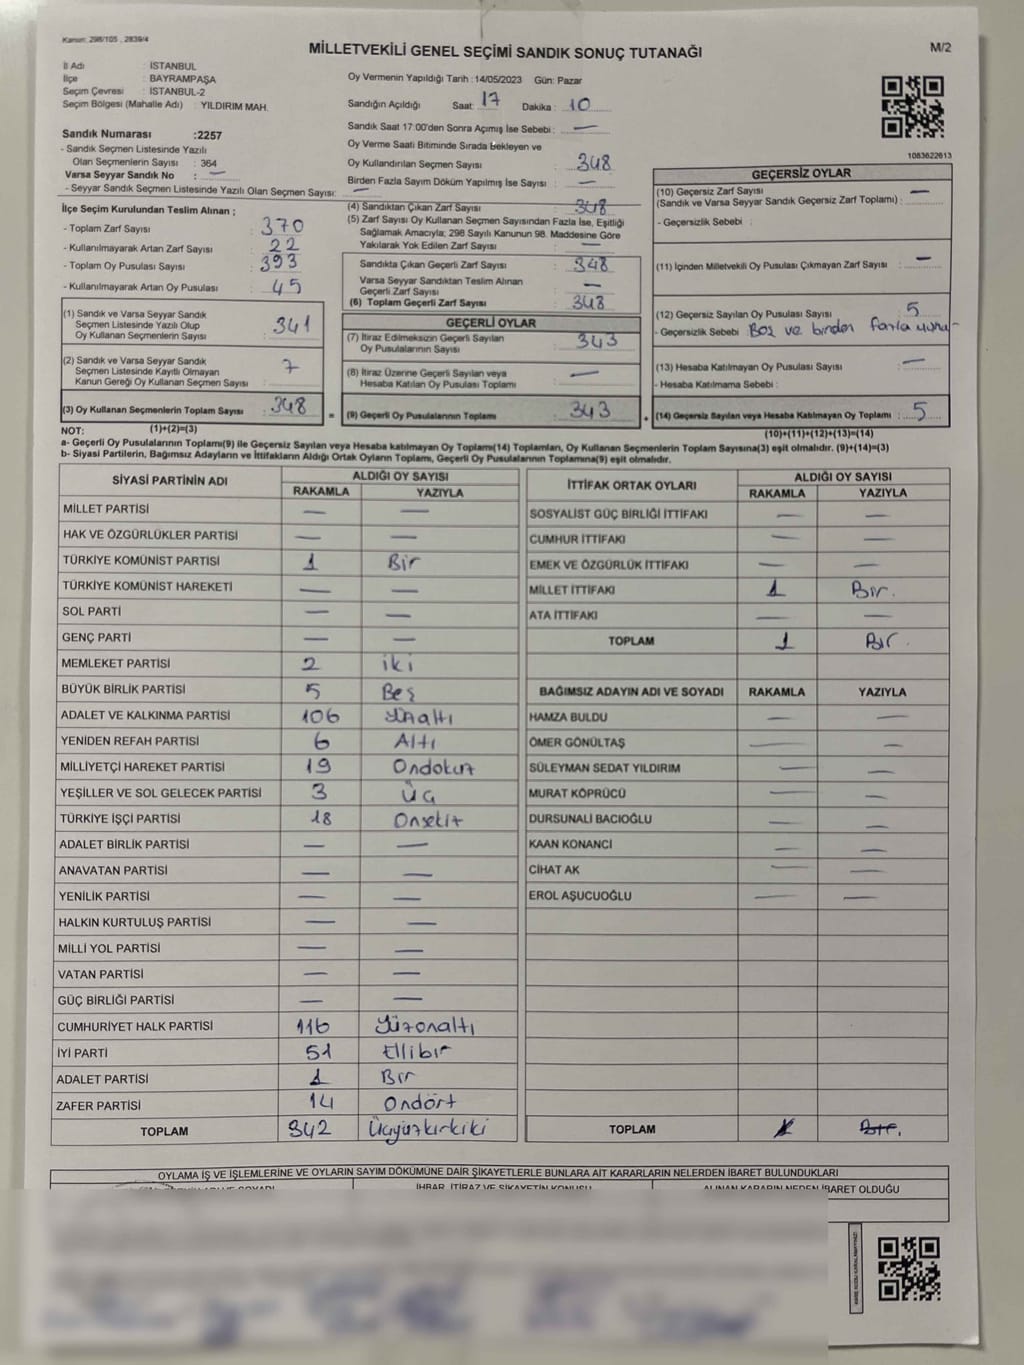 Kanun: 298/105 , 2839/4
MİLLETVEKİLİ GENEL SEÇİMİ SANDIK SONUÇ TUTANAĞI
M/2
İl Adı : İSTANBUL
İlçe : BAYRAMPAŞA
Seçim Çevresi : İSTANBUL-2
Seçim Bölgesi (Mahalle Adı) : YILDIRIM MAH.
Sandık Numarası :2257
- Sandık Seçmen Listesinde Yazılı
Olan Seçmenlerin Sayısı : 364
Varsa Seyyar Sandık No : —
- Seyyar Sandık Seçmen Listesinde Yazılı Olan Seçmen Sayısı: —
Oy Vermenin Yapıldığı Tarih : 14/05/2023 Gün: Pazar
Sandığın Açıldığı Saat: 17 Dakika : 10
Sandık Saat 17:00'den Sonra Açımış İse Sebebi : —
Oy Verme Saati Bitiminde Sırada Bekleyen ve
Oy Kullandırılan Seçmen Sayısı 348
Birden Fazla Sayım Döküm Yapılmış İse Sayısı : —
1083622613
İlçe Seçim Kurulundan Teslim Alınan ;
- Toplam Zarf Sayısı : 370
- Kullanılmayarak Artan Zarf Sayısı : 22
- Toplam Oy Pusulası Sayısı : 393
- Kullanılmayarak Artan Oy Pusulası : 45
(1) Sandık ve Varsa Seyyar Sandık
Seçmen Listesinde Yazılı Olup
Oy Kullanan Seçmenlerin Sayısı : 341
(2) Sandık ve Varsa Seyyar Sandık
Seçmen Listesinde Kayıtlı Olmayan
Kanun Gereği Oy Kullanan Seçmen Sayısı : 7
(3) Oy Kullanan Seçmenlerin Toplam Sayısı : 348
(4) Sandıktan Çıkan Zarf Sayısı : 348
(5) Zarf Sayısı Oy Kullanan Seçmen Sayısından Fazla İse, Eşitliği
Sağlamak Amacıyla; 298 Sayılı Kanunun 98. Maddesine Göre
Yakılarak Yok Edilen Zarf Sayısı : —
Sandıkta Çıkan Geçerli Zarf Sayısı : 348
Varsa Seyyar Sandıktan Teslim Alınan
Geçerli Zarf Sayısı : —
(6) Toplam Geçerli Zarf Sayısı : 348
GEÇERLİ OYLAR
(7) İtiraz Edilmeksizin Geçerli Sayılan
Oy Pusulalarının Sayısı : 343
(8) İtiraz Üzerine Geçerli Sayılan veya
Hesaba Katılan Oy Pusulası Toplamı : —
= (9) Geçerli Oy Pusulalarının Toplamı : 343
GEÇERSİZ OYLAR
(10) Geçersiz Zarf Sayısı
(Sandık ve Varsa Seyyar Sandık Geçersiz Zarf Toplamı) : —
- Geçersizlik Sebebi :
(11) İçinden Milletvekili Oy Pusulası Çıkmayan Zarf Sayısı : —
(12) Geçersiz Sayılan Oy Pusulası Sayısı : 5
- Geçersizlik Sebebi : Boş ve birden fazla
(13) Hesaba Katılmayan Oy Pusulası Sayısı : —
- Hesaba Katılmama Sebebi :
+ (14) Geçersiz Sayılan veya Hesaba Katılmayan Oy Toplamı : 5
NOT: (1)+(2)=(3)
(10)+(11)+(12)+(13)=(14)
a- Geçerli Oy Pusulalarının Toplamı(9) ile Geçersiz Sayılan veya Hesaba katılmayan Oy Toplamı(14) Toplamları, Oy Kullanan Seçmenlerin Toplam Sayısına(3) eşit olmalıdır. (9)+(14)=(3)
b- Siyasi Partilerin, Bağımsız Adayların ve İttifakların Aldığı Ortak Oyların Toplamı, Geçerli Oy Pusulalarının Toplamına(9) eşit olmalıdır.
SİYASİ PARTİNİN ADI ALDIĞI OY SAYISI
RAKAMLA YAZIYLA
MİLLET PARTİSİ — —
HAK VE ÖZGÜRLÜKLER PARTİSİ — —
TÜRKİYE KOMÜNİST PARTİSİ 1 Bir
TÜRKİYE KOMÜNİST HAREKETİ — —
SOL PARTİ — —
GENÇ PARTİ — —
MEMLEKET PARTİSİ 2 iki
BÜYÜK BİRLİK PARTİSİ 5 Beş
ADALET VE KALKINMA PARTİSİ 106 Yüzaltı
YENİDEN REFAH PARTİSİ 6 Altı
MİLLİYETÇİ HAREKET PARTİSİ 19 Ondokuz
YEŞİLLER VE SOL GELECEK PARTİSİ 3 Üç
TÜRKİYE İŞÇİ PARTİSİ 18 Onsekiz
ADALET BİRLİK PARTİSİ — —
ANAVATAN PARTİSİ — —
YENİLİK PARTİSİ — —
HALKIN KURTULUŞ PARTİSİ — —
MİLLİ YOL PARTİSİ — —
VATAN PARTİSİ — —
GÜÇ BİRLİĞİ PARTİSİ — —
CUMHURİYET HALK PARTİSİ 116 Yüzonaltı
İYİ PARTİ 51 Ellibir
ADALET PARTİSİ 1 Bir
ZAFER PARTİSİ 14 Ondört
TOPLAM 342 Üçyüzkırkiki
İTTİFAK ORTAK OYLARI ALDIĞI OY SAYISI
RAKAMLA YAZIYLA
SOSYALİST GÜÇ BİRLİĞİ İTTİFAKI — —
CUMHUR İTTİFAKI — —
EMEK VE ÖZGÜRLÜK İTTİFAKI — —
MİLLET İTTİFAKI 1 Bir.
ATA İTTİFAKI — —
TOPLAM 1 Bir.
BAĞIMSIZ ADAYIN ADI VE SOYADI RAKAMLA YAZIYLA
HAMZA BULDU — —
ÖMER GÖNÜLTAŞ — —
SÜLEYMAN SEDAT YILDIRIM — —
MURAT KÖPRÜCÜ — —
DURSUNALİ BACIOĞLU — —
KAAN KONANCİ — —
CİHAT AK — —
EROL AŞUCUOĞLU — —
TOPLAM 1 Bir.
OYLAMA İŞ VE İŞLEMLERİNE VE OYLARIN SAYIM DÖKÜMÜNE DAİR ŞİKAYETLERLE BUNLARA AİT KARARLARIN NELERDEN İBARET BULUNDUKLARI
İHBAR, İTİRAZ VE ŞİKAYETİN KONUSU
ALINAN KARARIN NEDEN İBARET OLDUĞU